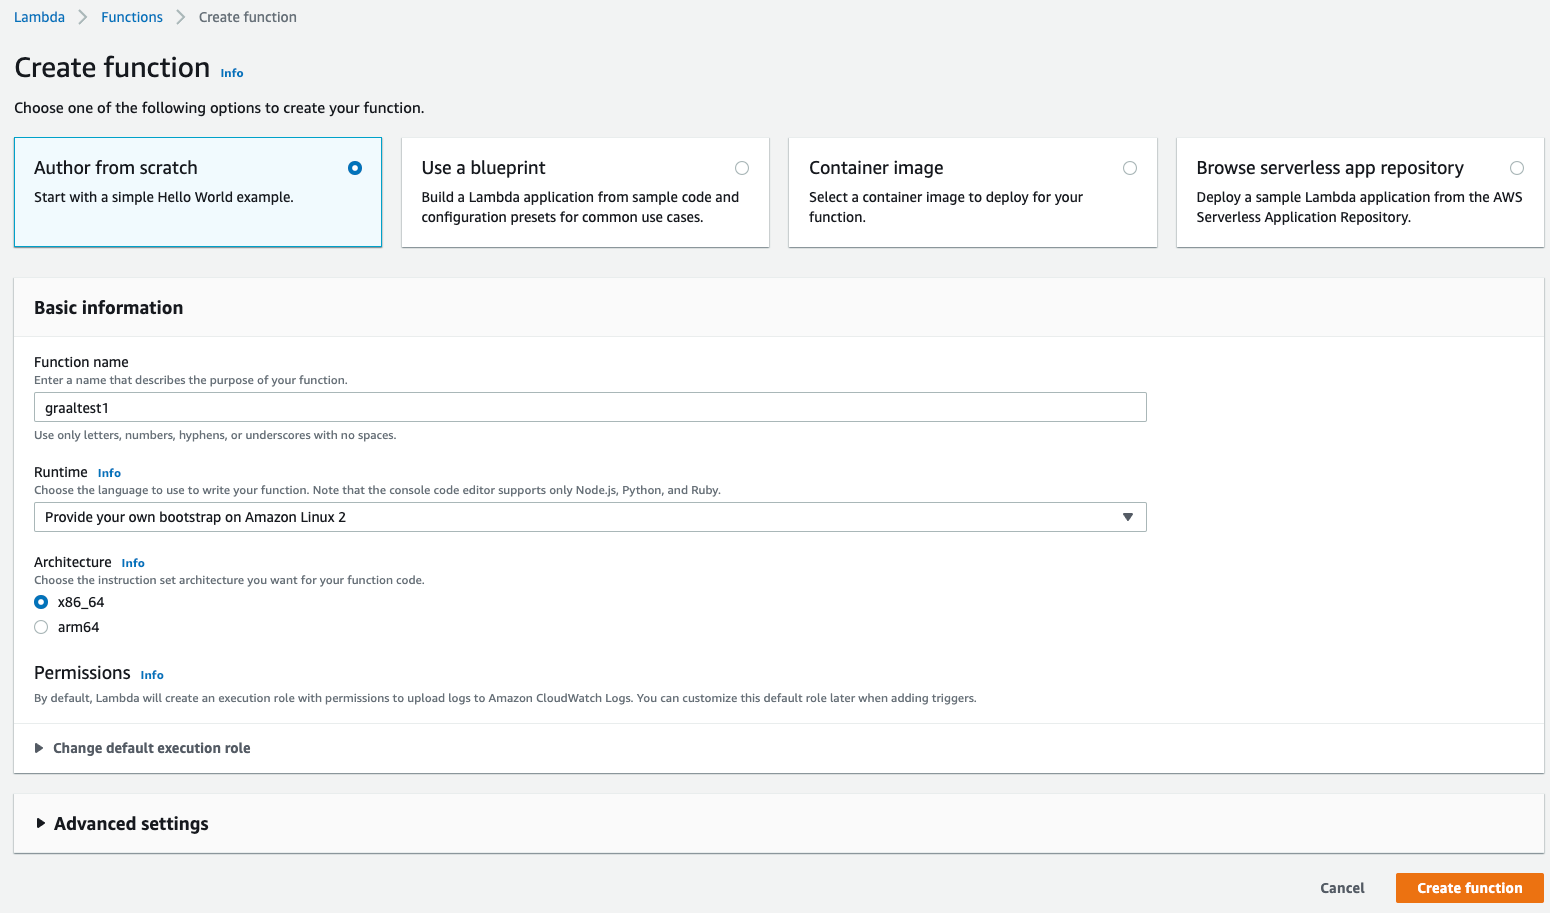 Lambda Functions Create function
Create function Info
Choose one of the following options to create your function.
Author from scratch
Start with a simple Hello World example.
Use a blueprint
Build a Lambda application from sample code and
configuration presets for common use cases.
Container image
Select a container image to deploy for your
function.
Browse serverless app repository
Deploy a sample Lambda application from the AWS
Serverless Application Repository.
Basic information
Function name
Enter a name that describes the purpose of your function.
graaltest1
Use only letters, numbers, hyphens, or underscores with no spaces.
Runtime Info
Choose the language to use to write your function. Note that the console code editor supports only Node.js, Python, and Ruby.
Provide your own bootstrap on Amazon Linux 2
Architecture Info
Choose the instruction set architecture you want for your function code.
x86_64
arm64
Permissions Info
By default, Lambda will create an execution role with permissions to upload logs to Amazon CloudWatch Logs. You can customize this default role later when adding triggers.
Change default execution role
Advanced settings
Cancel Create function